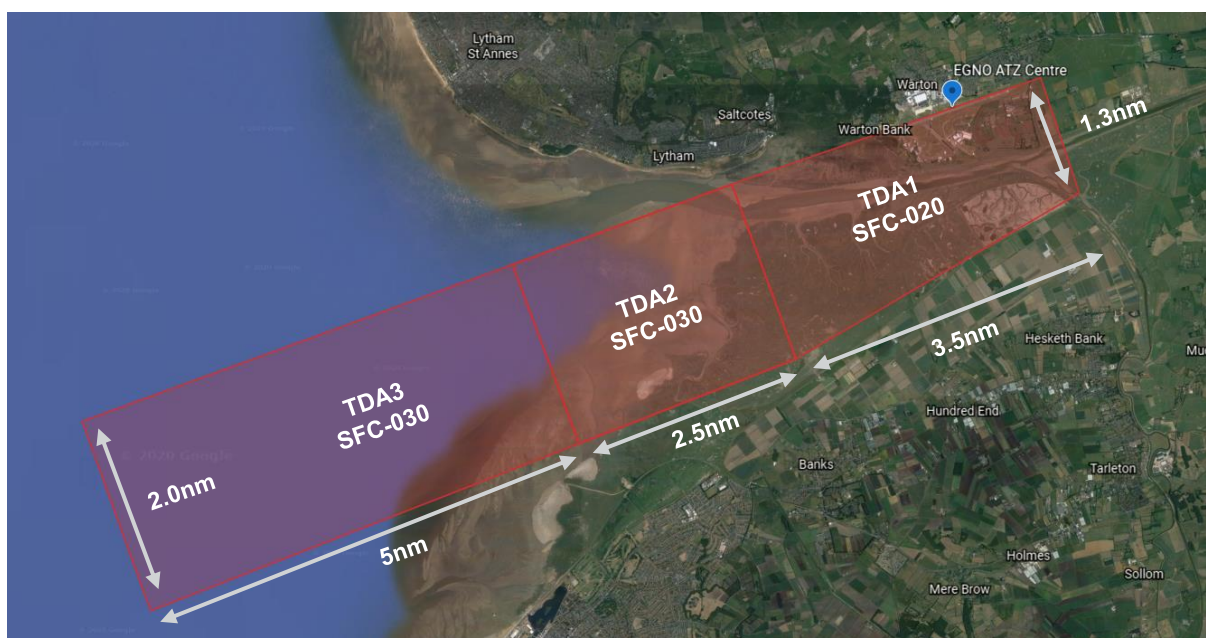 Lytham
St Annes
Warton
EGNO ATZ Centre
Saltcotes
Warton Bank
1.3nm
Lytham
TDA1
SFC-020
TDA2
SFC-030
3.5nm
Hesketh Bank
TDA3
SFC-030
2.5nm
Hundred End
© 2020 Google
2.0nm
Banks
Tarleton
5nm
Holmes
Sollom
Mere Brow